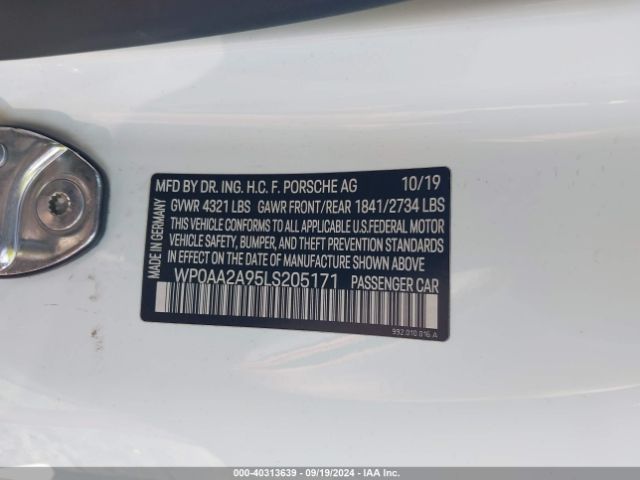 MADE IN GERMANY
MFD BY DR. ING. H.C. F. PORSCHE AG 10/19
GVWR 4321 LBS GAWR FRONT/REAR 1841/2734 LBS
THIS VEHICLE CONFORMS TO ALL APPLICABLE U.S.FEDERAL MOTOR
VEHICLE SAFETY, BUMPER, AND THEFT PREVENTION STANDARDS
IN EFFECT ON THE DATE OF MANUFACTURE SHOWN ABOVE.
WP0AA2A95LS205171 PASSENGER CAR
992.010.016 A
000-40313639 - 09/19/2024 - IAA Inc.